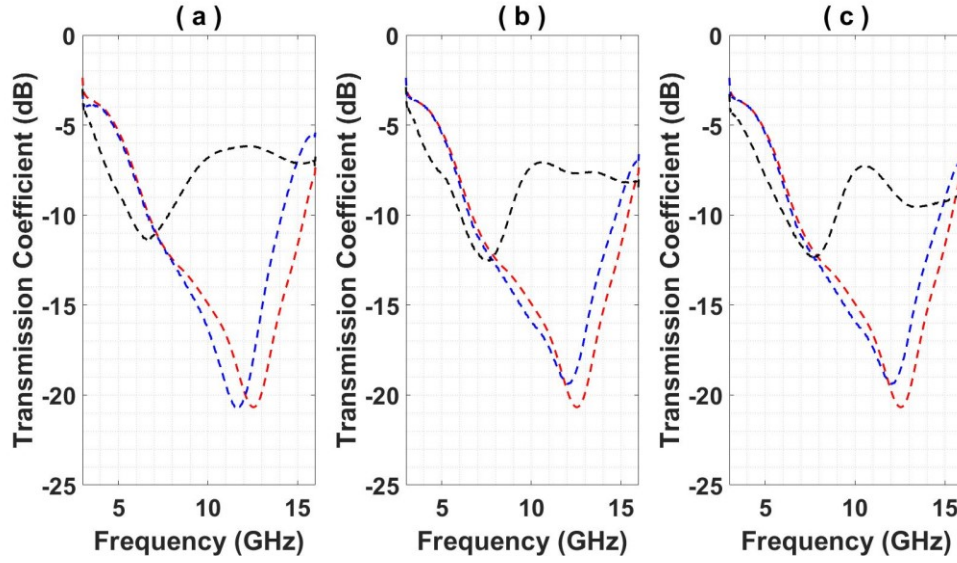 ( a )
0
-5
-10
-15
-20
-25
5 10 15
Frequency (GHz)
Transmission Coefficient (dB)
( b )
0
-5
-10
-15
-20
-25
5 10 15
Frequency (GHz)
Transmission Coefficient (dB)
( c )
0
-5
-10
-15
-20
-25
5 10 15
Frequency (GHz)
Transmission Coefficient (dB)